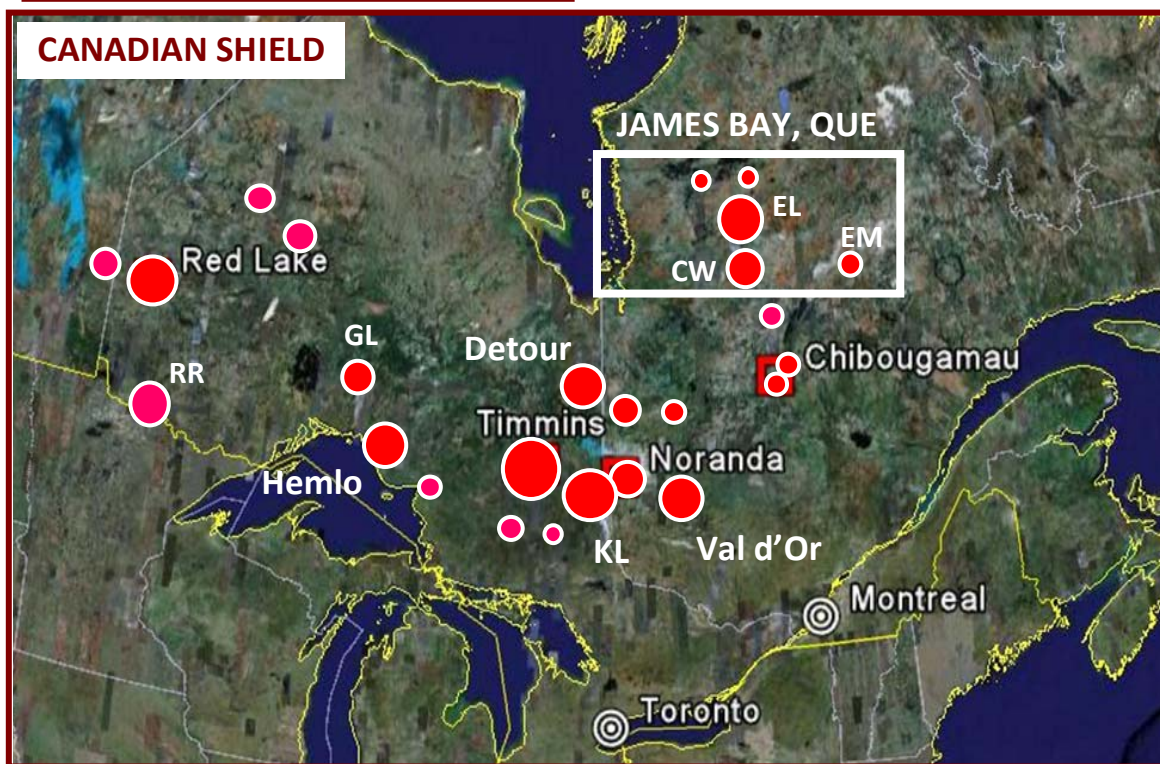 CANADIAN SHIELD
JAMES BAY, QUE
EL
EM
CW
Red Lake
GL
RR
Detour
Chibougamau
Timmins
Noranda
Hemlo
KL
Val d’Or
Montreal
Toronto